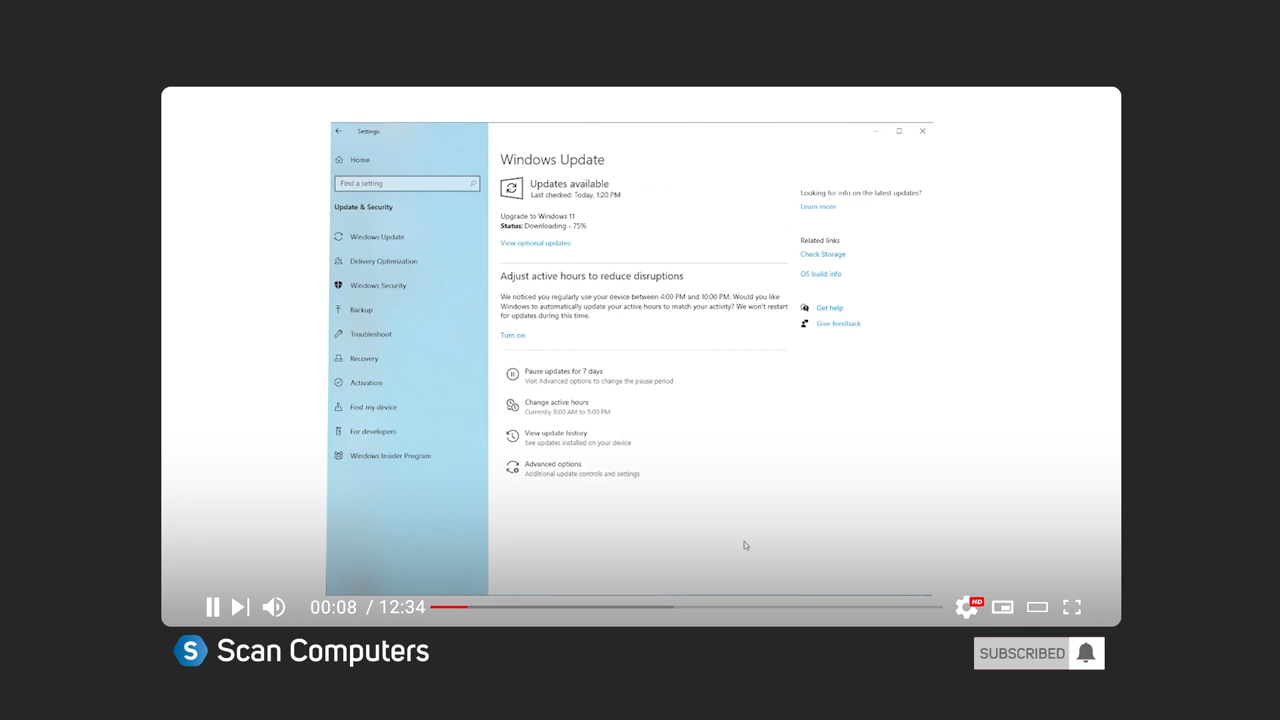 Settings
Home
Find a setting
Update & Security
Windows Update
Delivery Optimization
Windows Security
Backup
Troubleshoot
Recovery
Activation
Find my device
For developers
Windows Insider Program
Windows Update
Updates available
Last checked: Today, 1:20 PM
Upgrade to Windows 11
Status: Downloading - 75%
View optional updates
Adjust active hours to reduce disruptions
We noticed you regularly use your device between 4:00 PM and 10:00 PM. Would you like
Windows to automatically update your active hours to match your activity? We won't restart
for updates during this time.
Turn on
Pause updates for 7 days
Visit Advanced options to change the pause period
Change active hours
Currently 8:00 AM to 5:00 PM
View update history
See updates installed on your device
Advanced options
Additional update controls and settings
Looking for info on the latest updates?
Learn more
Related links
Check Storage
OS build info
Get help
Give feedback
00:08 / 12:34
HD
S Scan Computers
SUBSCRIBED